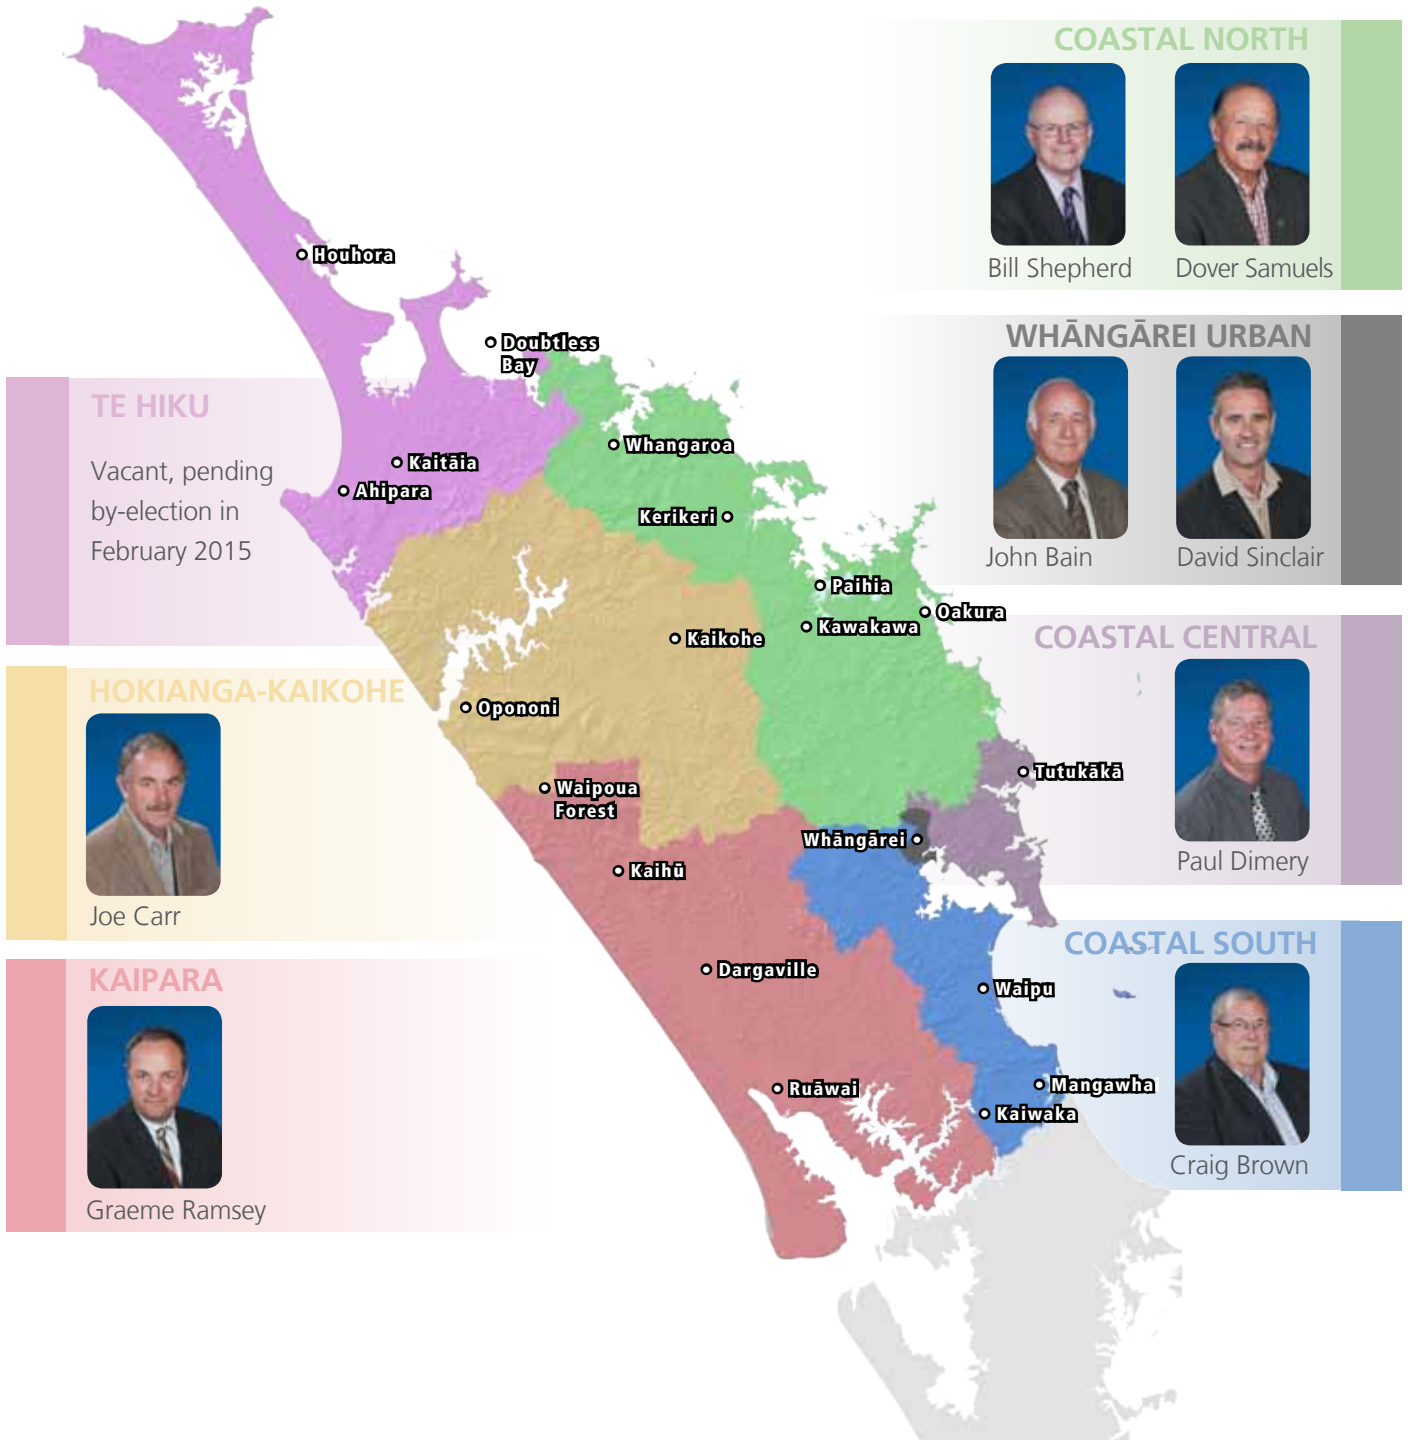 COASTAL NORTH
Bill Shepherd
Dover Samuels
WHĀNGĀREI URBAN
John Bain
David Sinclair
COASTAL CENTRAL
Paul Dimery
COASTAL SOUTH
Craig Brown
TE HIKU
Vacant, pending
by-election in
February 2015
HOKIANGA-KAIKOHE
Joe Carr
KAIPARA
Graeme Ramsey
Houhora
Doubtless
Bay
Whangaroa
Kaitāia
Ahipara
Kerikeri
Paihia
Oakura
Kawakawa
Kaikohe
Opononi
Tutukākā
Waipoua
Forest
Whāngārei
Kaihū
Dargaville
Waipu
Mangawha
Ruāwai
Kaiwaka